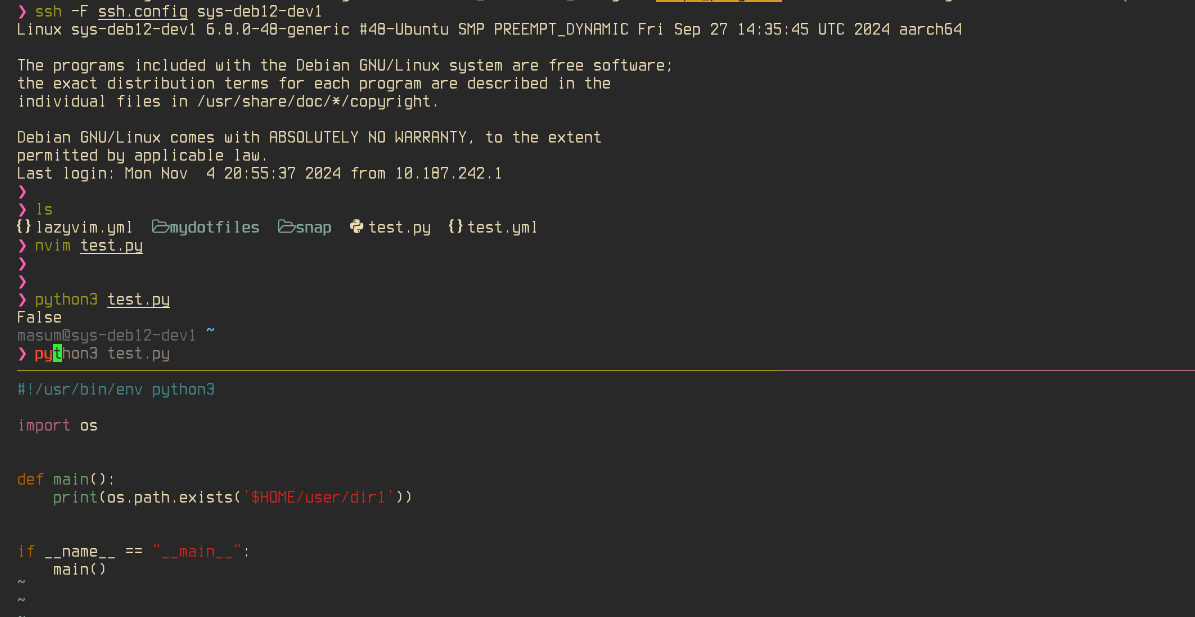 ❯ ssh -F ssh.config sys-deb12-dev1
Linux sys-deb12-dev1 6.8.0-48-generic #48-Ubuntu SMP PREEMPT_DYNAMIC Fri Sep 27 14:35:45 UTC 2024 aarch64
The programs included with the Debian GNU/Linux system are free software;
the exact distribution terms for each program are described in the
individual files in /usr/share/doc/*/copyright.
Debian GNU/Linux comes with ABSOLUTELY NO WARRANTY, to the extent
permitted by applicable law.
Last login: Mon Nov  4 20:55:37 2024 from 10.187.242.1
❯
❯ ls
{} lazyvim.yml  mydotfiles  snap  test.py  {} test.yml
❯ nvim test.py
❯
❯
❯ python3 test.py
False
masum@sys-deb12-dev1 ~
❯ python3 test.py
#!/usr/bin/env python3
import os
def main():
    print(os.path.exists('$HOME/user/dir1'))
if __name__ == "__main__":
    main()
~
~